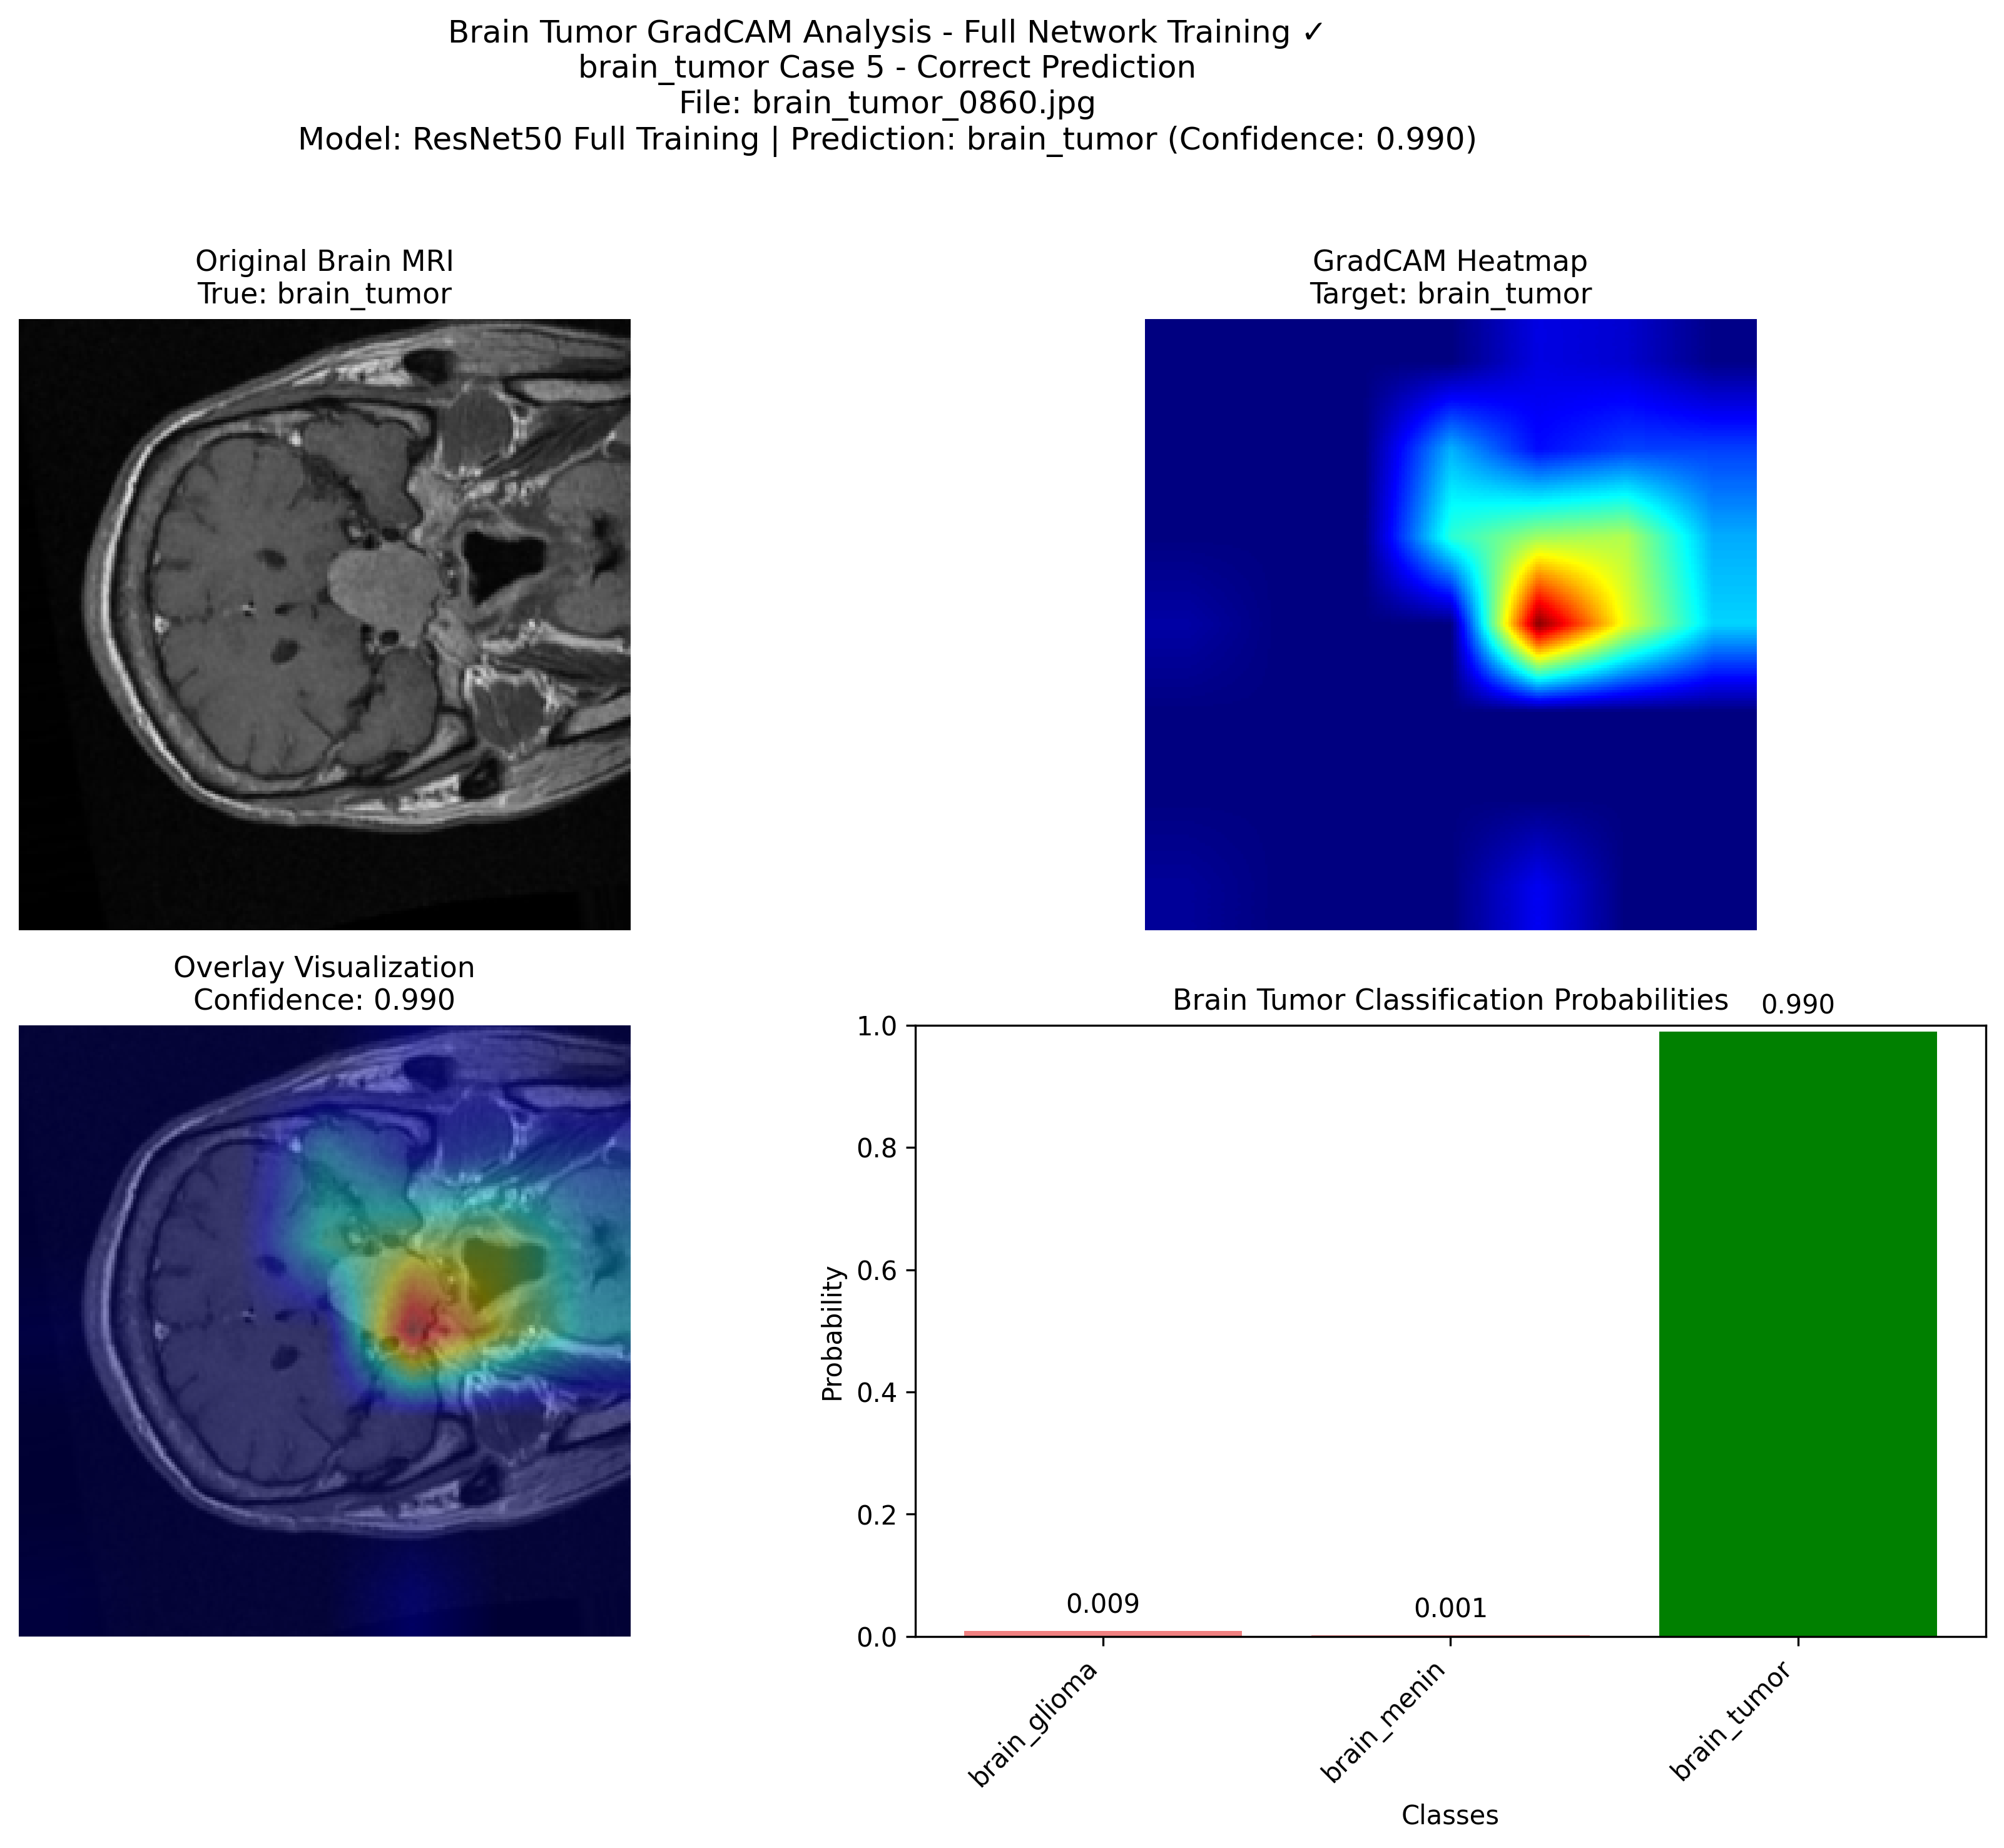 Brain Tumor GradCAM Analysis - Full Network Training ✓
brain_tumor Case 5 - Correct Prediction
File: brain_tumor_0860.jpg
Model: ResNet50 Full Training | Prediction: brain_tumor (Confidence: 0.990)
Original Brain MRI
True: brain_tumor
GradCAM Heatmap
Target: brain_tumor
Overlay Visualization
Confidence: 0.990
Brain Tumor Classification Probabilities
0.990
1.0
0.8
0.6
0.4
0.2
0.0
Probability
0.009
0.001
brain_glioma
brain_menin
brain_tumor
Classes